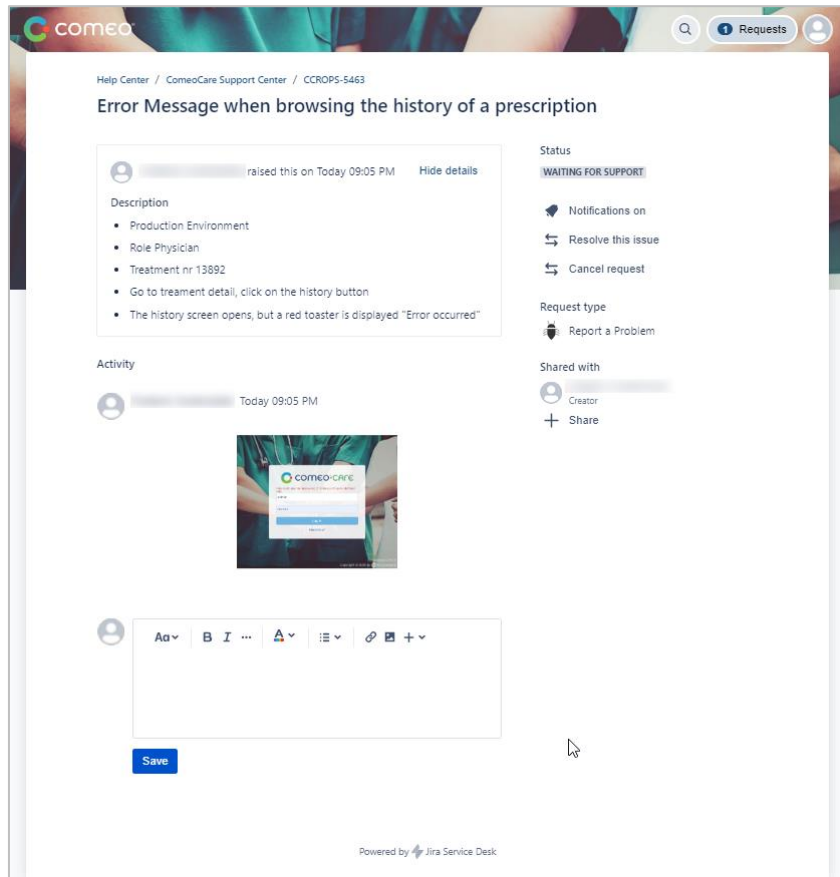 comeo
1 Requests
Help Center / ComeoCare Support Center / CCROPS-5463
Error Message when browsing the history of a prescription
raised this on Today 09:05 PM Hide details
Description
• Production Environment
• Role Physician
• Treatment nr 13892
• Go to treament detail, click on the history button
• The history screen opens, but a red toaster is displayed "Error occurred"
Status
WAITING FOR SUPPORT
Notifications on
Resolve this issue
Cancel request
Request type
Report a Problem
Shared with
Creator
Share
Activity
Today 09:05 PM
comeo-care
Aa B I ... A
Save
Powered by Jira Service Desk